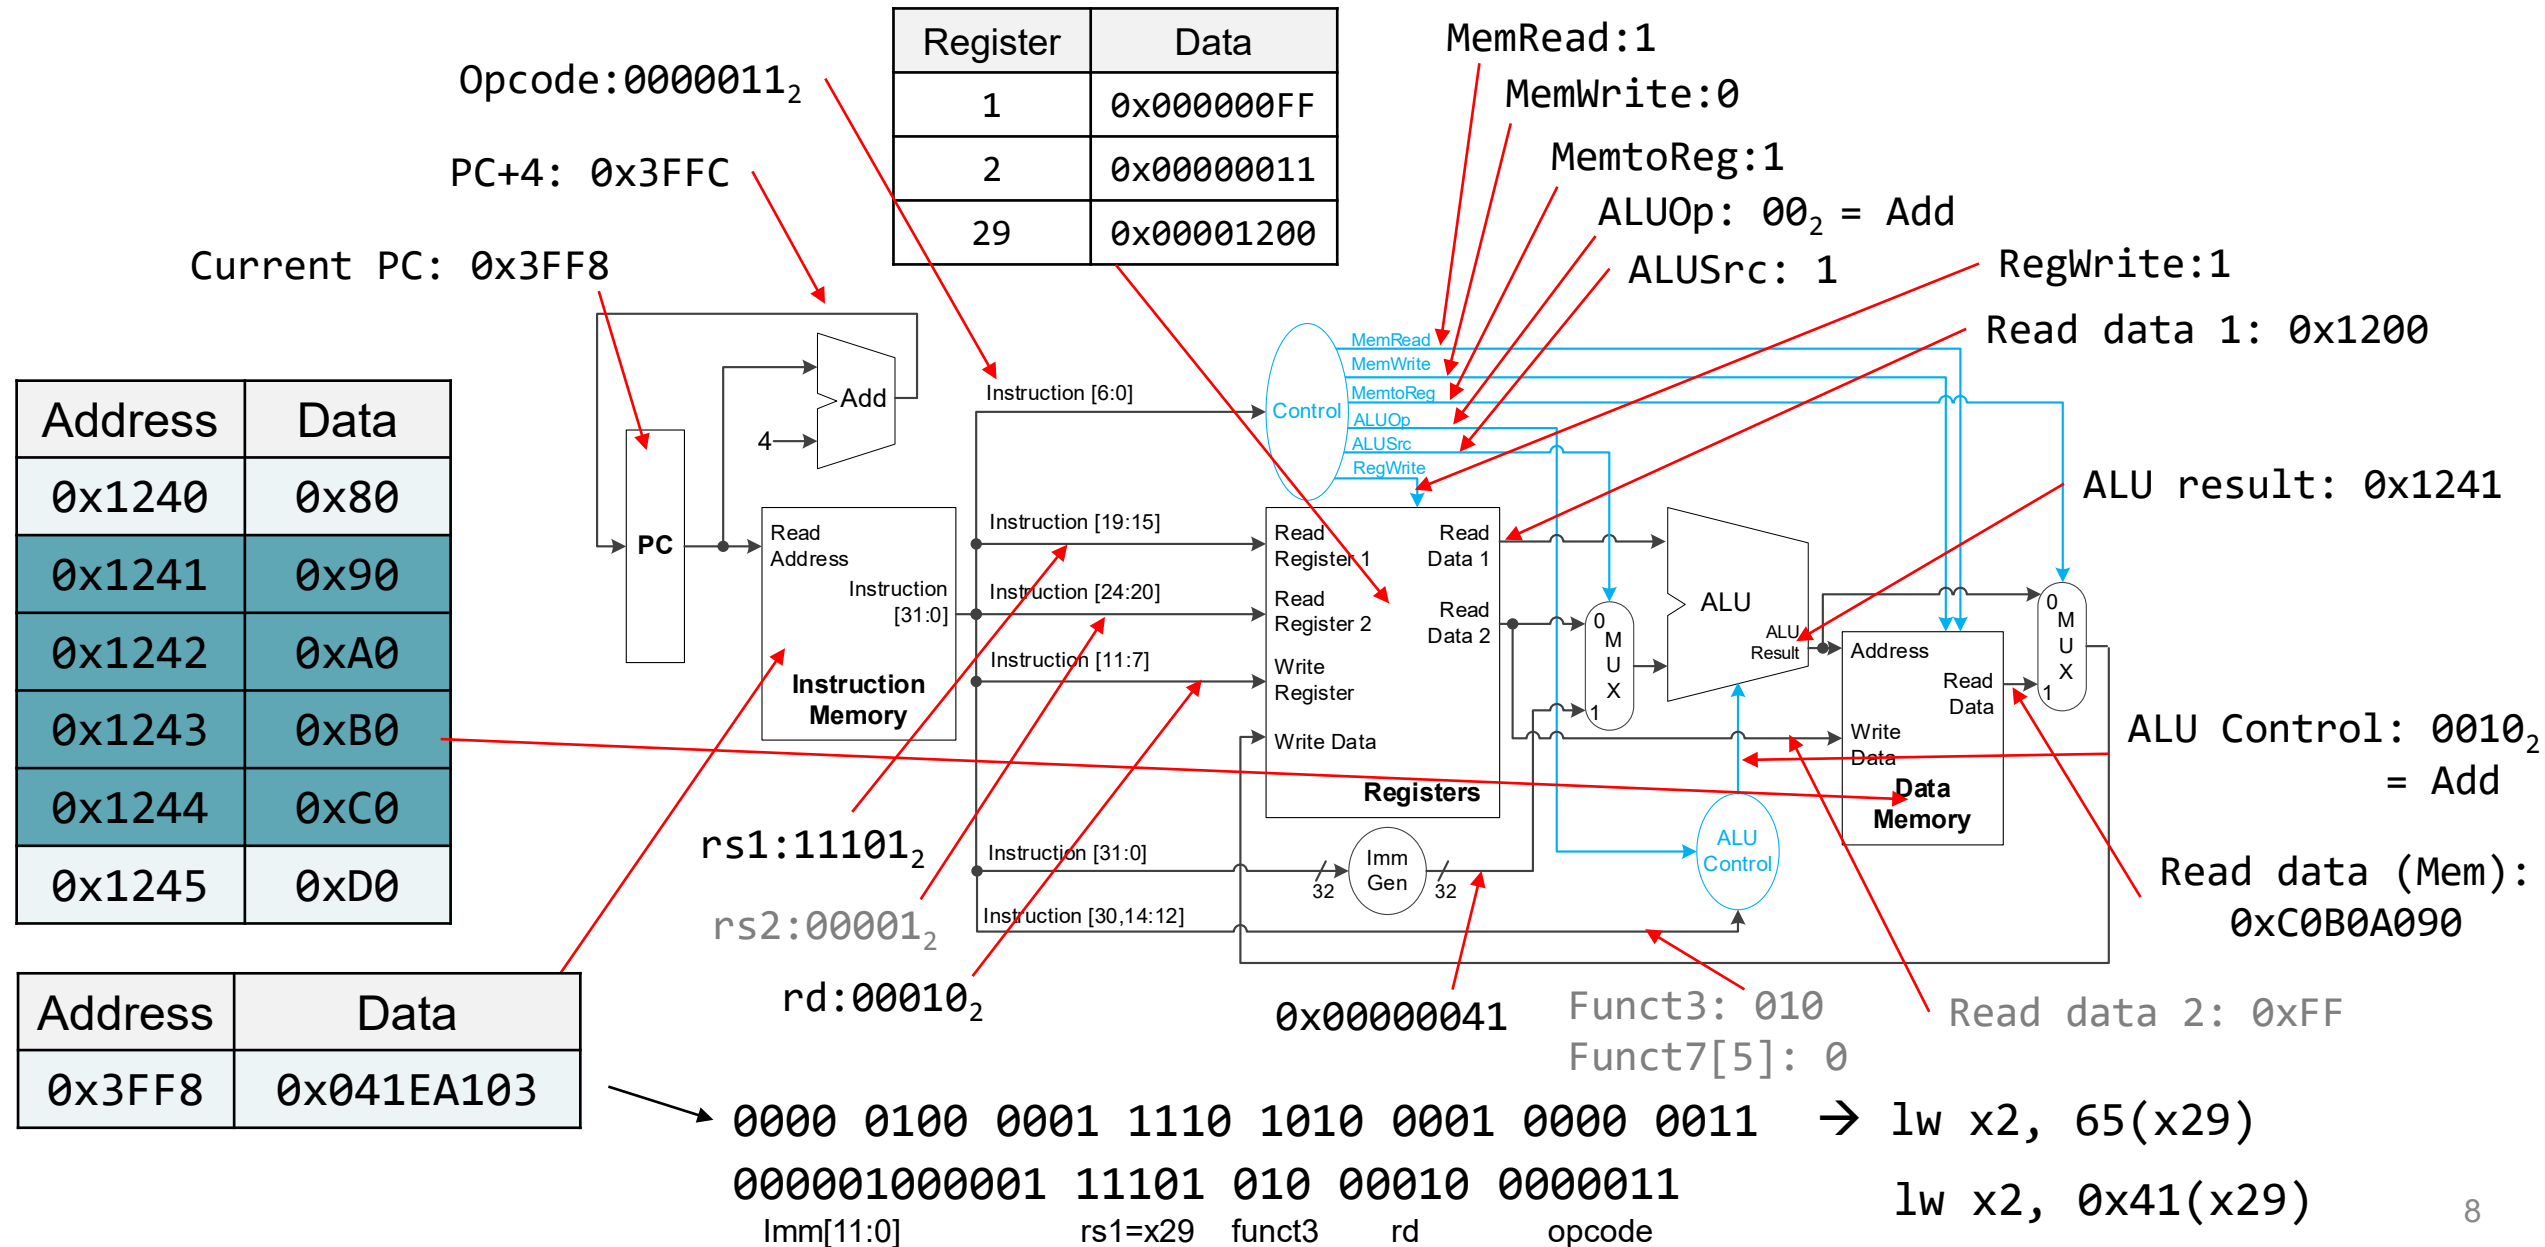 Register Data
1 0x000000FF
2 0x00000011
29 0x00001200
Opcode:0000011₂
PC+4: 0x3FFC
Current PC: 0x3FF8
MemRead:1
MemWrite:0
MemtoReg:1
ALUOp: 00₂ = Add
ALUSrc: 1
RegWrite:1
Read data 1: 0x1200
ALU result: 0x1241
ALU Control: 0010₂
= Add
Read data (Mem):
0xC0B0A090
Address Data
0x1240 0x80
0x1241 0x90
0x1242 0xA0
0x1243 0xB0
0x1244 0xC0
0x1245 0xD0
Address Data
0x3FF8 0x041EA103
Add
4
PC
Read
Address
Instruction
[31:0]
Instruction
Memory
Instruction [6:0]
Instruction [19:15]
Instruction [24:20]
Instruction [11:7]
Instruction [31:0]
Instruction [30,14:12]
Control
MemRead
MemWrite
MemtoReg
ALUOp
ALUSrc
RegWrite
Read
Register 1
Read
Register 2
Write
Register
Write Data
Read
Data 1
Read
Data 2
Registers
Imm
Gen
32
32
0
M
U
X
1
ALU
ALU
Result
ALU
Control
Address
Read
Data
Write
Data
Data
Memory
0
M
U
X
1
rs1:11101₂
rs2:00001₂
rd:00010₂
0x00000041
Funct3: 010
Funct7[5]: 0
Read data 2: 0xFF
0000 0100 0001 1110 1010 0001 0000 0011 → lw x2, 65(x29)
000001000001 11101 010 00010 0000011
lw x2, 0x41(x29)
Imm[11:0] rs1=x29 funct3 rd opcode
8